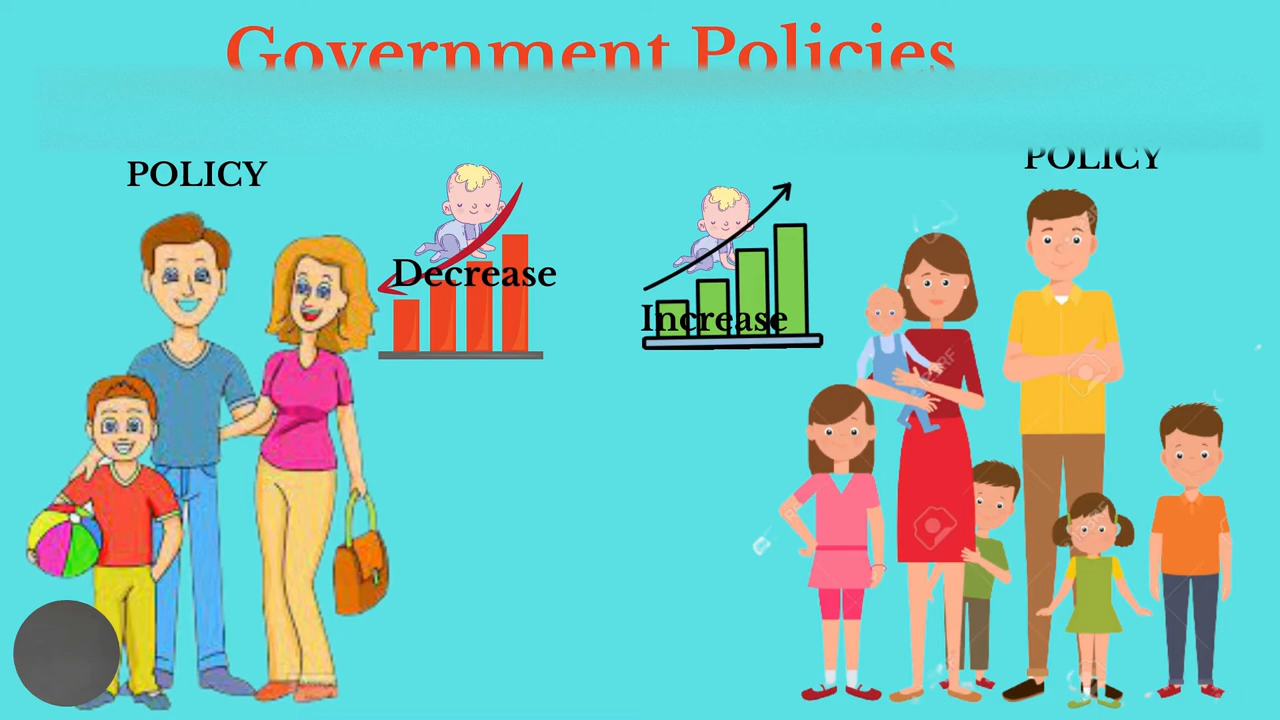 Government Policies
POLICY
POLICY
Decrease
Increase